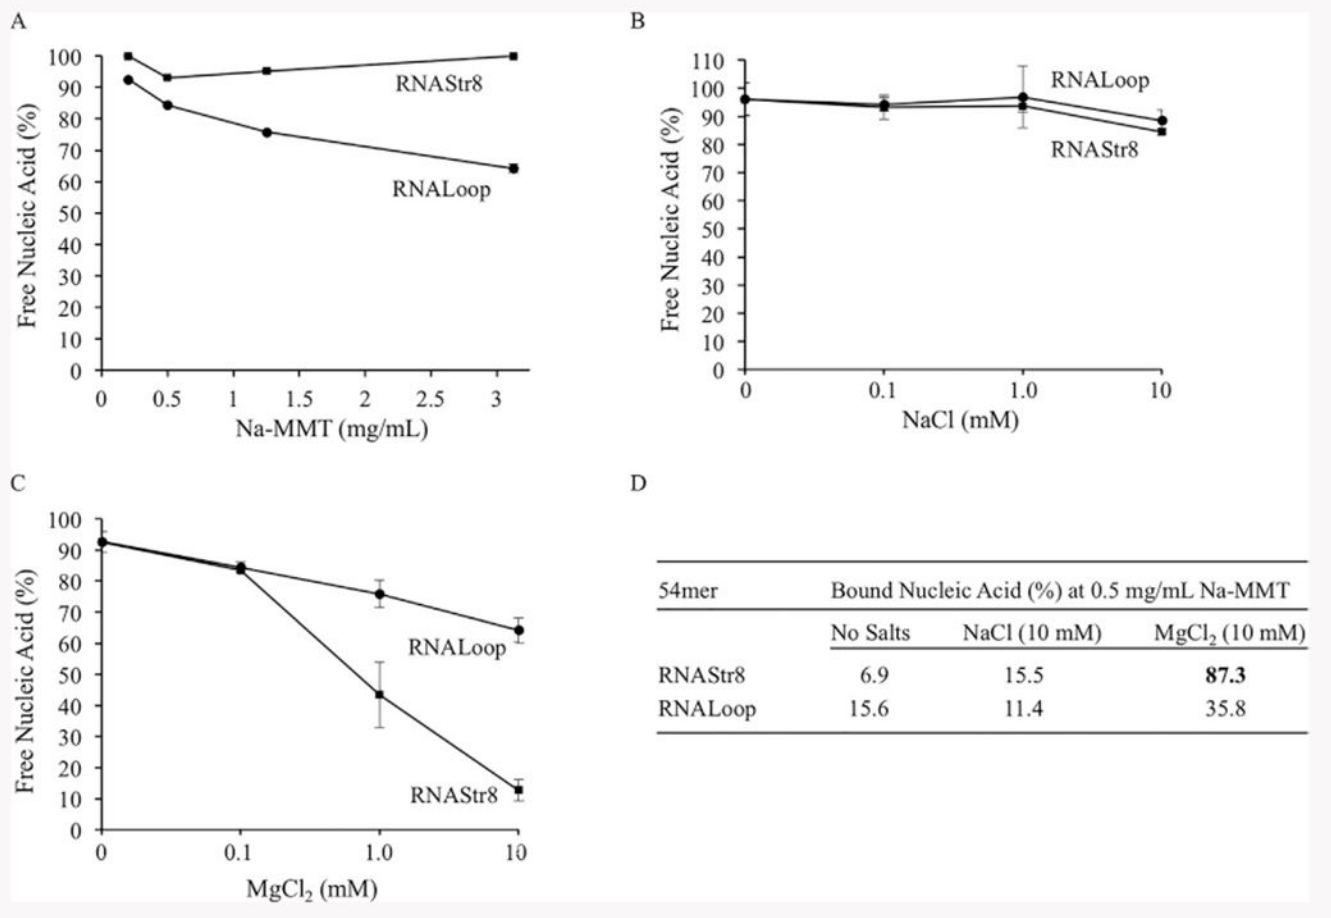 A
Free Nucleic Acid (%)
100
90
80
70
60
50
40
30
20
10
0
RNAStr8
RNALoop
0 0.5 1 1.5 2 2.5 3
Na-MMT (mg/mL)
B
Free Nucleic Acid (%)
110
100
90
80
70
60
50
40
30
20
10
0
RNALoop
RNAStr8
0 0.1 1.0 10
NaCl (mM)
C
Free Nucleic Acid (%)
100
90
80
70
60
50
40
30
20
10
0
RNALoop
RNAStr8
0 0.1 1.0 10
MgCl₂ (mM)
D
54mer Bound Nucleic Acid (%) at 0.5 mg/mL Na-MMT
No Salts NaCl (10 mM) MgCl₂ (10 mM)
RNAStr8 6.9 15.5 87.3
RNALoop 15.6 11.4 35.8